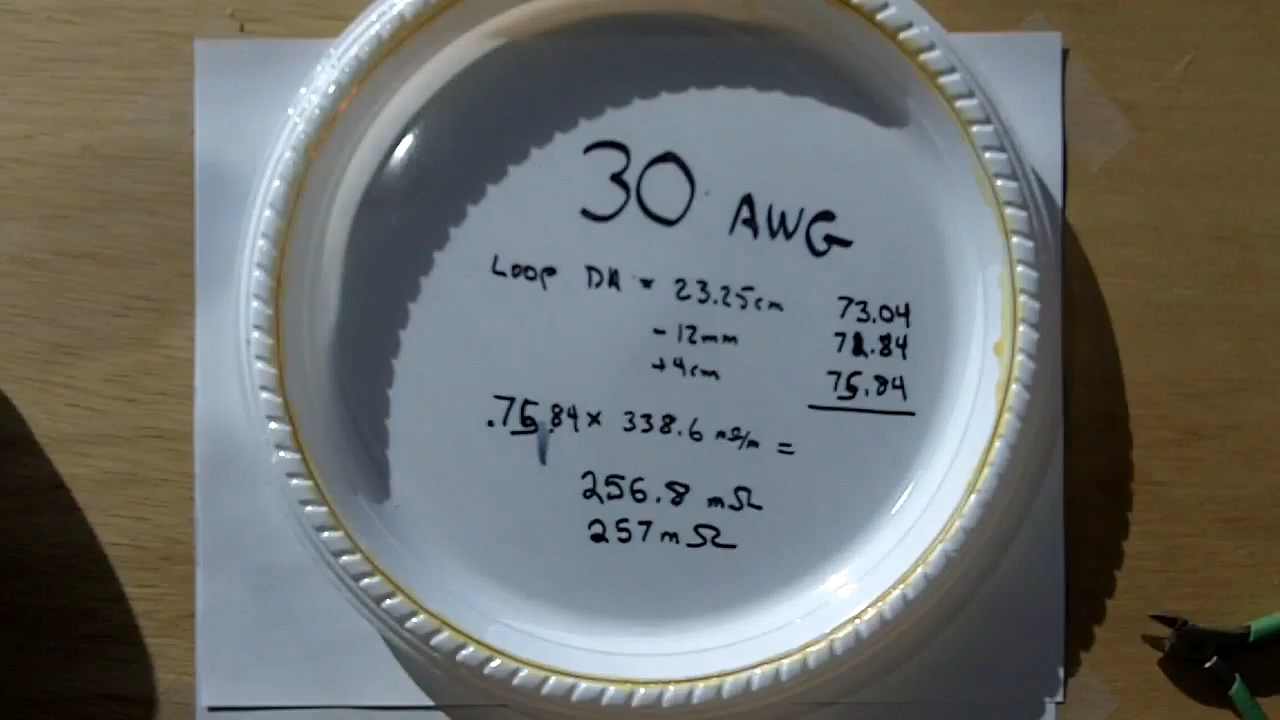 30 AWG
LOOP DIA = 23.25cm 73.04
- 12mm 71.84
+4cm 75.84
.7584 x 338.6 mΩ/m =
256.8 mΩ
257mΩ